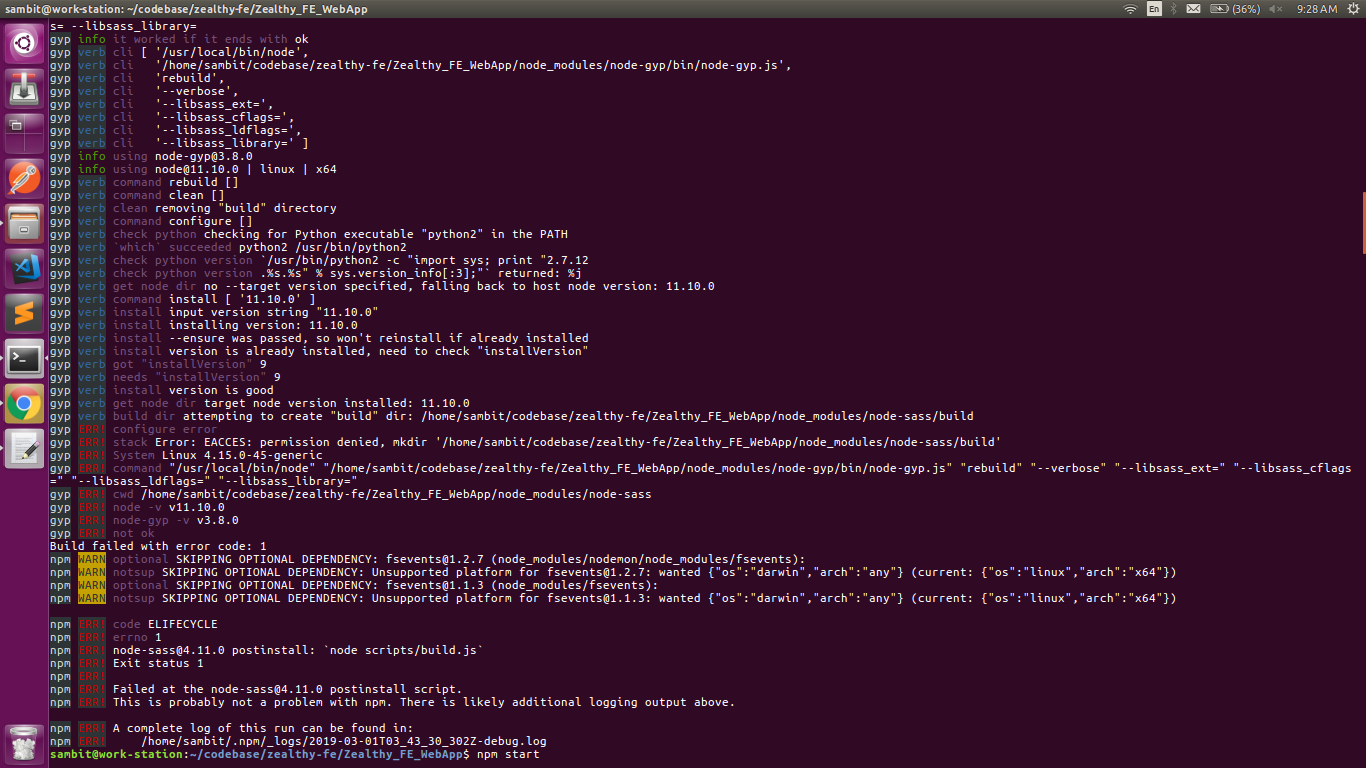 sambit@work-station: ~/codebase/zealthy-fe/Zealthy_FE_WebApp
En
(36%)
9:28 AM
s= --libsass_library=
gyp info it worked if it ends with ok
gyp verb cli [ '/usr/local/bin/node',
gyp verb cli   '/home/sambit/codebase/zealthy-fe/Zealthy_FE_WebApp/node_modules/node-gyp/bin/node-gyp.js',
gyp verb cli   'rebuild',
gyp verb cli   '--verbose',
gyp verb cli   '--libsass_ext=',
gyp verb cli   '--libsass_cflags=',
gyp verb cli   '--libsass_ldflags=',
gyp verb cli   '--libsass_library=' ]
gyp info using node-gyp@3.8.0
gyp info using node@11.10.0 | linux | x64
gyp verb command rebuild []
gyp verb command clean []
gyp verb clean removing "build" directory
gyp verb command configure []
gyp verb check python checking for Python executable "python2" in the PATH
gyp verb `which` succeeded python2 /usr/bin/python2
gyp verb check python version `/usr/bin/python2 -c "import sys; print "2.7.12
gyp verb check python version .%s.%s" % sys.version_info[:3];"` returned: %j
gyp verb get node dir no --target version specified, falling back to host node version: 11.10.0
gyp verb command install [ '11.10.0' ]
gyp verb install input version string "11.10.0"
gyp verb install installing version: 11.10.0
gyp verb install --ensure was passed, so won't reinstall if already installed
gyp verb install version is already installed, need to check "installVersion"
gyp verb got "installVersion" 9
gyp verb needs "installVersion" 9
gyp verb install version is good
gyp verb get node dir target node version installed: 11.10.0
gyp verb build dir attempting to create "build" dir: /home/sambit/codebase/zealthy-fe/Zealthy_FE_WebApp/node_modules/node-sass/build
gyp ERR! configure error
gyp ERR! stack Error: EACCES: permission denied, mkdir '/home/sambit/codebase/zealthy-fe/Zealthy_FE_WebApp/node_modules/node-sass/build'
gyp ERR! System Linux 4.15.0-45-generic
gyp ERR! command "/usr/local/bin/node" "/home/sambit/codebase/zealthy-fe/Zealthy_FE_WebApp/node_modules/node-gyp/bin/node-gyp.js" "rebuild" "--verbose" "--libsass_ext=" "--libsass_cflags
=" "--libsass_ldflags=" "--libsass_library="
gyp ERR! cwd /home/sambit/codebase/zealthy-fe/Zealthy_FE_WebApp/node_modules/node-sass
gyp ERR! node -v v11.10.0
gyp ERR! node-gyp -v v3.8.0
gyp ERR! not ok
Build failed with error code: 1
npm WARN optional SKIPPING OPTIONAL DEPENDENCY: fsevents@1.2.7 (node_modules/nodemon/node_modules/fsevents):
npm WARN notsup SKIPPING OPTIONAL DEPENDENCY: Unsupported platform for fsevents@1.2.7: wanted {"os":"darwin","arch":"any"} (current: {"os":"linux","arch":"x64"})
npm WARN optional SKIPPING OPTIONAL DEPENDENCY: fsevents@1.1.3 (node_modules/fsevents):
npm WARN notsup SKIPPING OPTIONAL DEPENDENCY: Unsupported platform for fsevents@1.1.3: wanted {"os":"darwin","arch":"any"} (current: {"os":"linux","arch":"x64"})
npm ERR! code ELIFECYCLE
npm ERR! errno 1
npm ERR! node-sass@4.11.0 postinstall: `node scripts/build.js`
npm ERR! Exit status 1
npm ERR!
npm ERR! Failed at the node-sass@4.11.0 postinstall script.
npm ERR! This is probably not a problem with npm. There is likely additional logging output above.
npm ERR! A complete log of this run can be found in:
npm ERR!     /home/sambit/.npm/_logs/2019-03-01T03_43_30_302Z-debug.log
sambit@work-station:~/codebase/zealthy-fe/Zealthy_FE_WebApp$ npm start